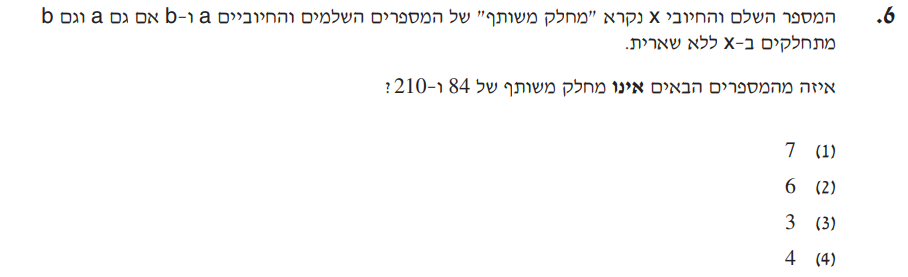 6. המספר השלם והחיובי x נקרא "מחלק משותף" של המספרים השלמים והחיוביים a ו-b אם גם a וגם b
מתחלקים ב-x ללא שארית.
איזה מהמספרים הבאים אינו מחלק משותף של 84 ו-210?
(1) 7
(2) 6
(3) 3
(4) 4